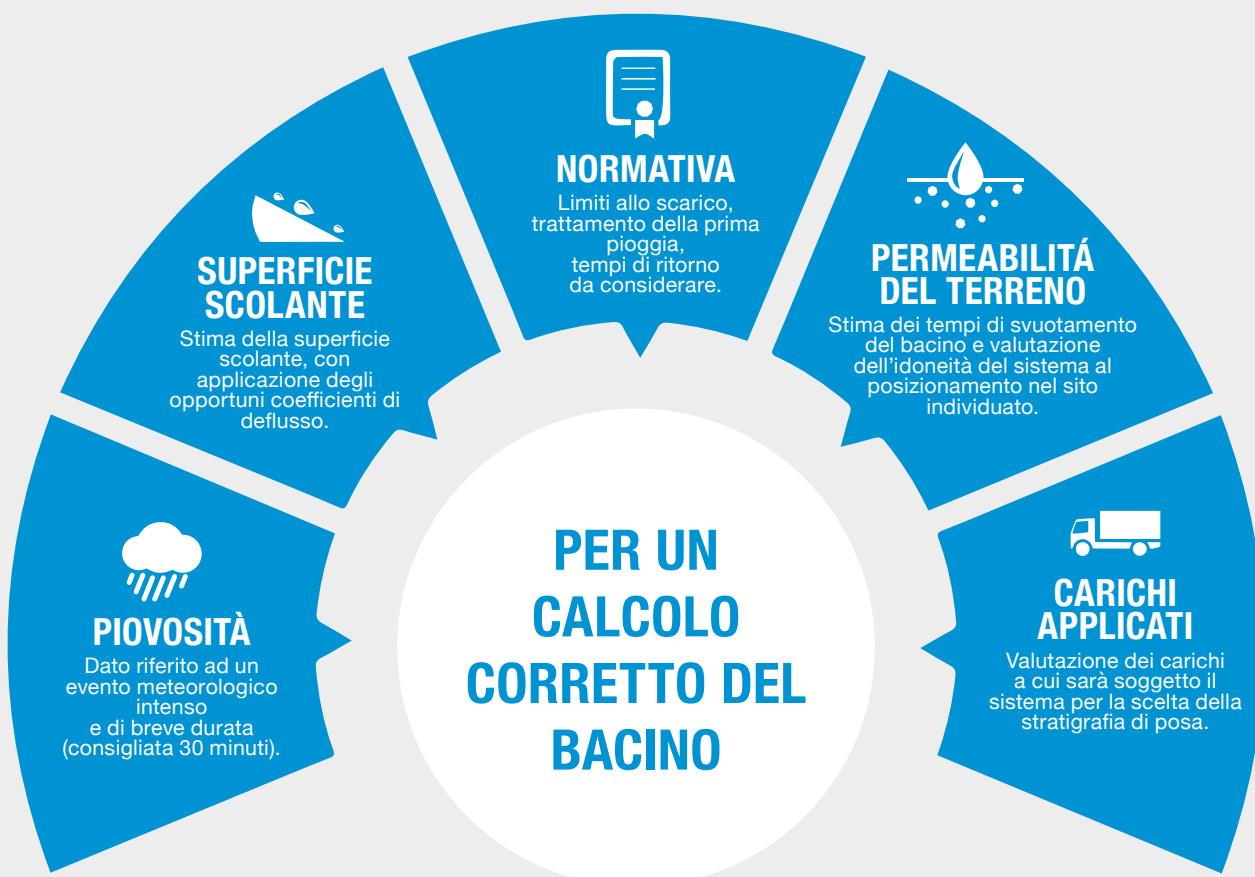 PIOVOSITÀ
Dato riferito ad un
evento meteorologico
intenso
e di breve durata
(consigliata 30 minuti).
SUPERFICIE
SCOLANTE
Stima della superficie
scolante, con
applicazione degli
opportuni coefficienti di
deflusso.
NORMATIVA
Limiti allo scarico,
trattamento della prima
pioggia,
tempi di ritorno
da considerare.
PERMEABILITÁ
DEL TERRENO
Stima dei tempi di svuotamento
del bacino e valutazione
dell’idoneità del sistema al
posizionamento nel sito
individuato.
CARICHI
APPLICATI
Valutazione dei carichi
a cui sarà soggetto il
sistema per la scelta della
stratigrafia di posa.
PER UN
CALCOLO
CORRETTO DEL
BACINO